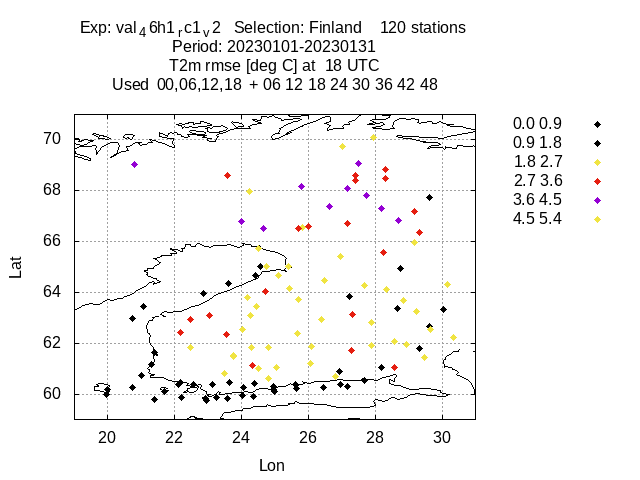 Exp: val46h1rc1v2 Selection: Finland 120 stations
Period: 20230101-20230131
T2m rmse [deg C] at 18 UTC
Used 00,06,12,18 + 06 12 18 24 30 36 42 48
0.0 0.9
0.9 1.8
1.8 2.7
2.7 3.6
3.6 4.5
4.5 5.4
70
68
66
64
62
60
Lat
20 22 24 26 28 30
Lon